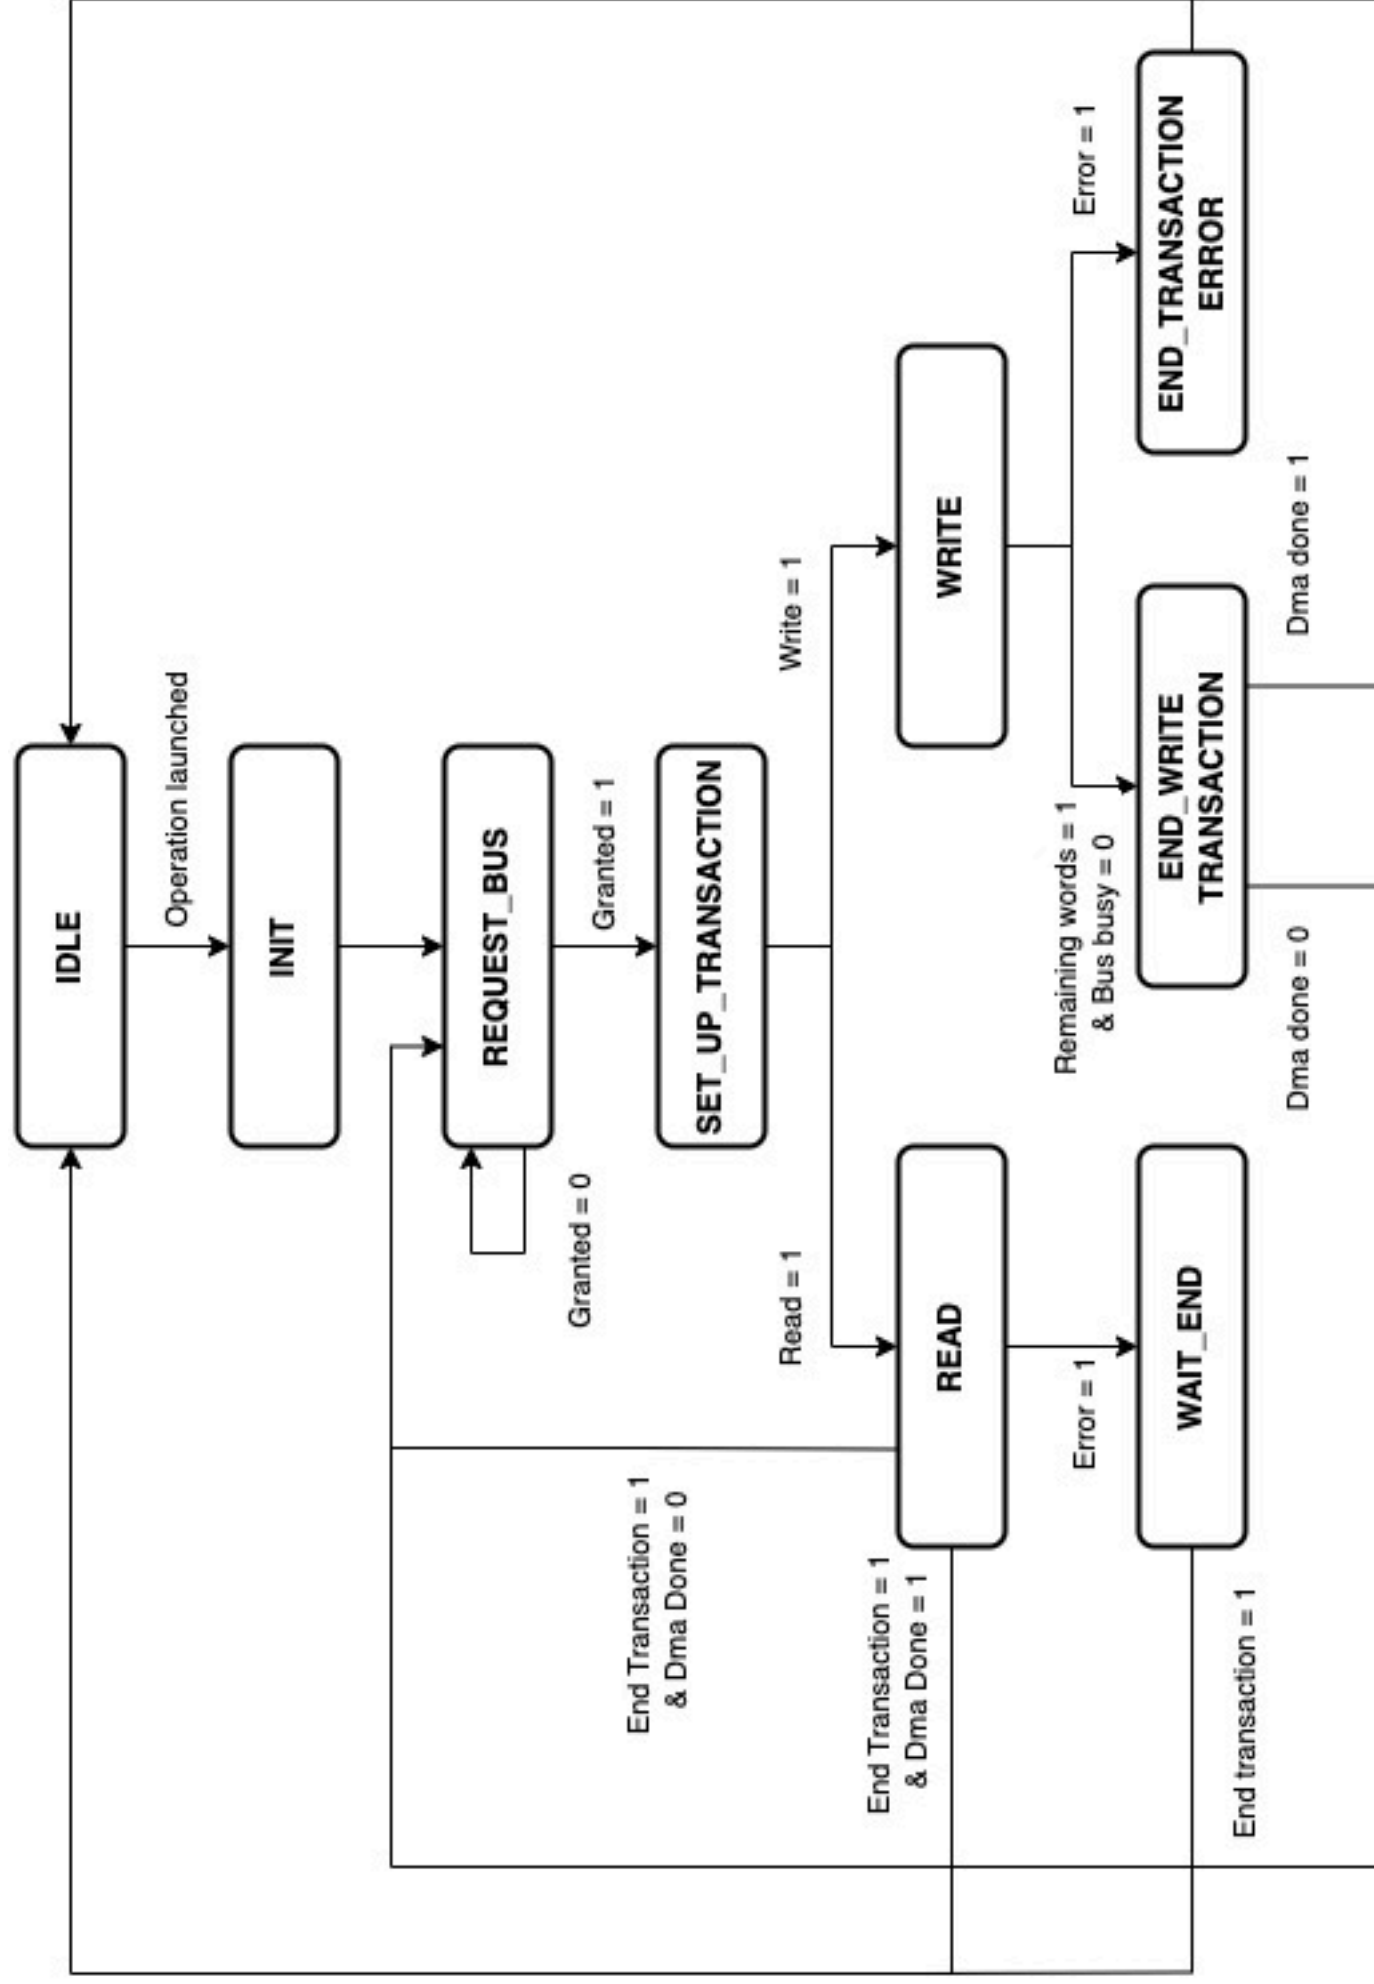 IDLE
Operation launched
INIT
REQUEST_BUS
Granted = 0
Granted = 1
SET_UP_TRANSACTION
Read = 1
Write = 1
End Transaction = 1
& Dma Done = 0
READ
WRITE
End Transaction = 1
& Dma Done = 1
Error = 1
Remaining words = 1
& Bus busy = 0
Error = 1
WAIT_END
END_WRITE
TRANSACTION
END_TRANSACTION
ERROR
End transaction = 1
Dma done = 0
Dma done = 1